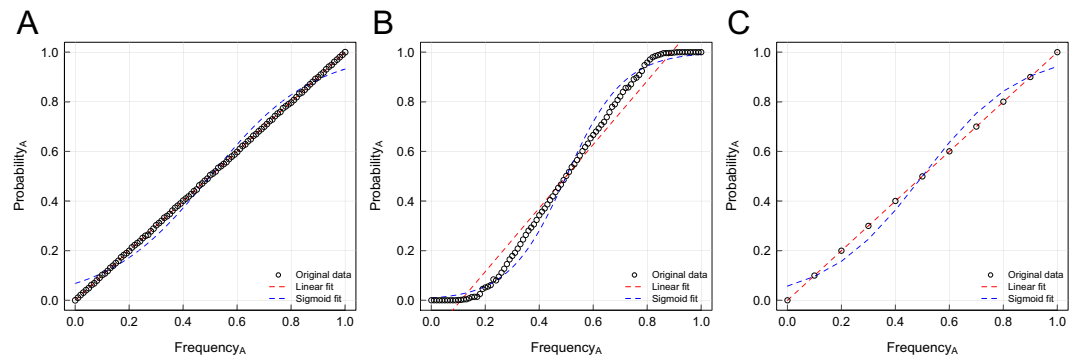 A
1.0
0.8
0.6
0.4
0.2
0.0
Probability_A
0.0 0.2 0.4 0.6 0.8 1.0
Frequency_A
Original data
Linear fit
Sigmoid fit
B
1.0
0.8
0.6
0.4
0.2
0.0
Probability_A
0.0 0.2 0.4 0.6 0.8 1.0
Frequency_A
Original data
Linear fit
Sigmoid fit
C
1.0
0.8
0.6
0.4
0.2
0.0
Probability_A
0.0 0.2 0.4 0.6 0.8 1.0
Frequency_A
Original data
Linear fit
Sigmoid fit